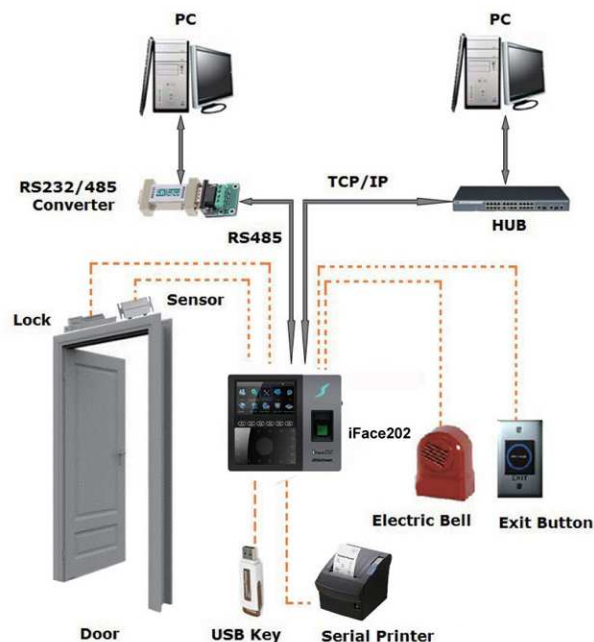 PC
PC
RS232/485
Converter
TCP/IP
HUB
RS485
Lock
Sensor
iFace202
EXIT
Electric Bell
Exit Button
Door
USB Key
Serial Printer